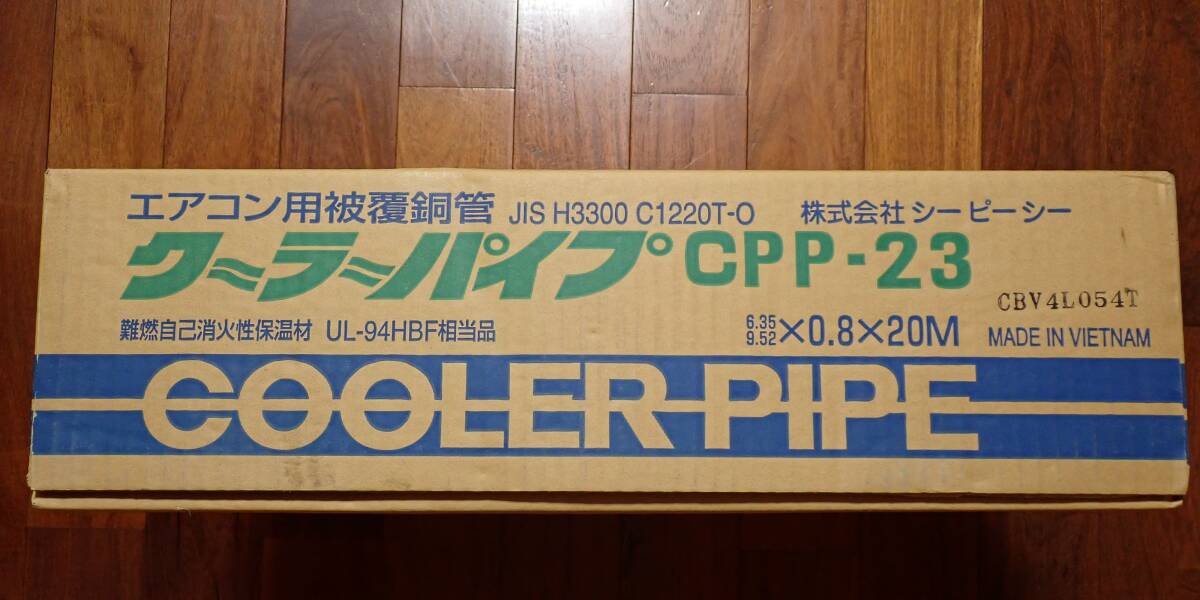 エアコン用被覆銅管 JIS H3300 C1220T-O 株式会社 シーピーシー
クーラーパイプ CPP-23
CBV4L054T
難燃自己消火性保温材 UL-94HBF相当品 6.35 9.52 ×0.8×20M MADE IN VIETNAM
COOLER PIPE